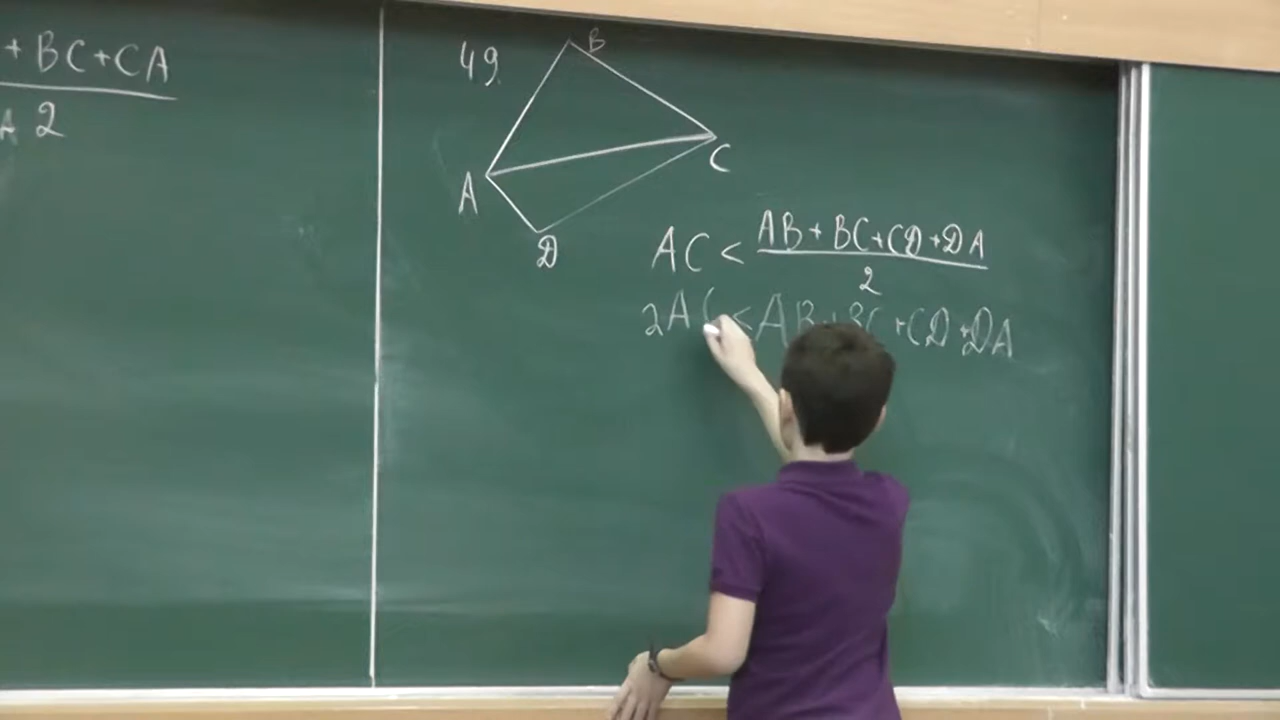 + BC+CA
A 2
49.
B
A
C
D
AC < AB+BC+CD+DA
2
2AC<AB+BC+CD+DA